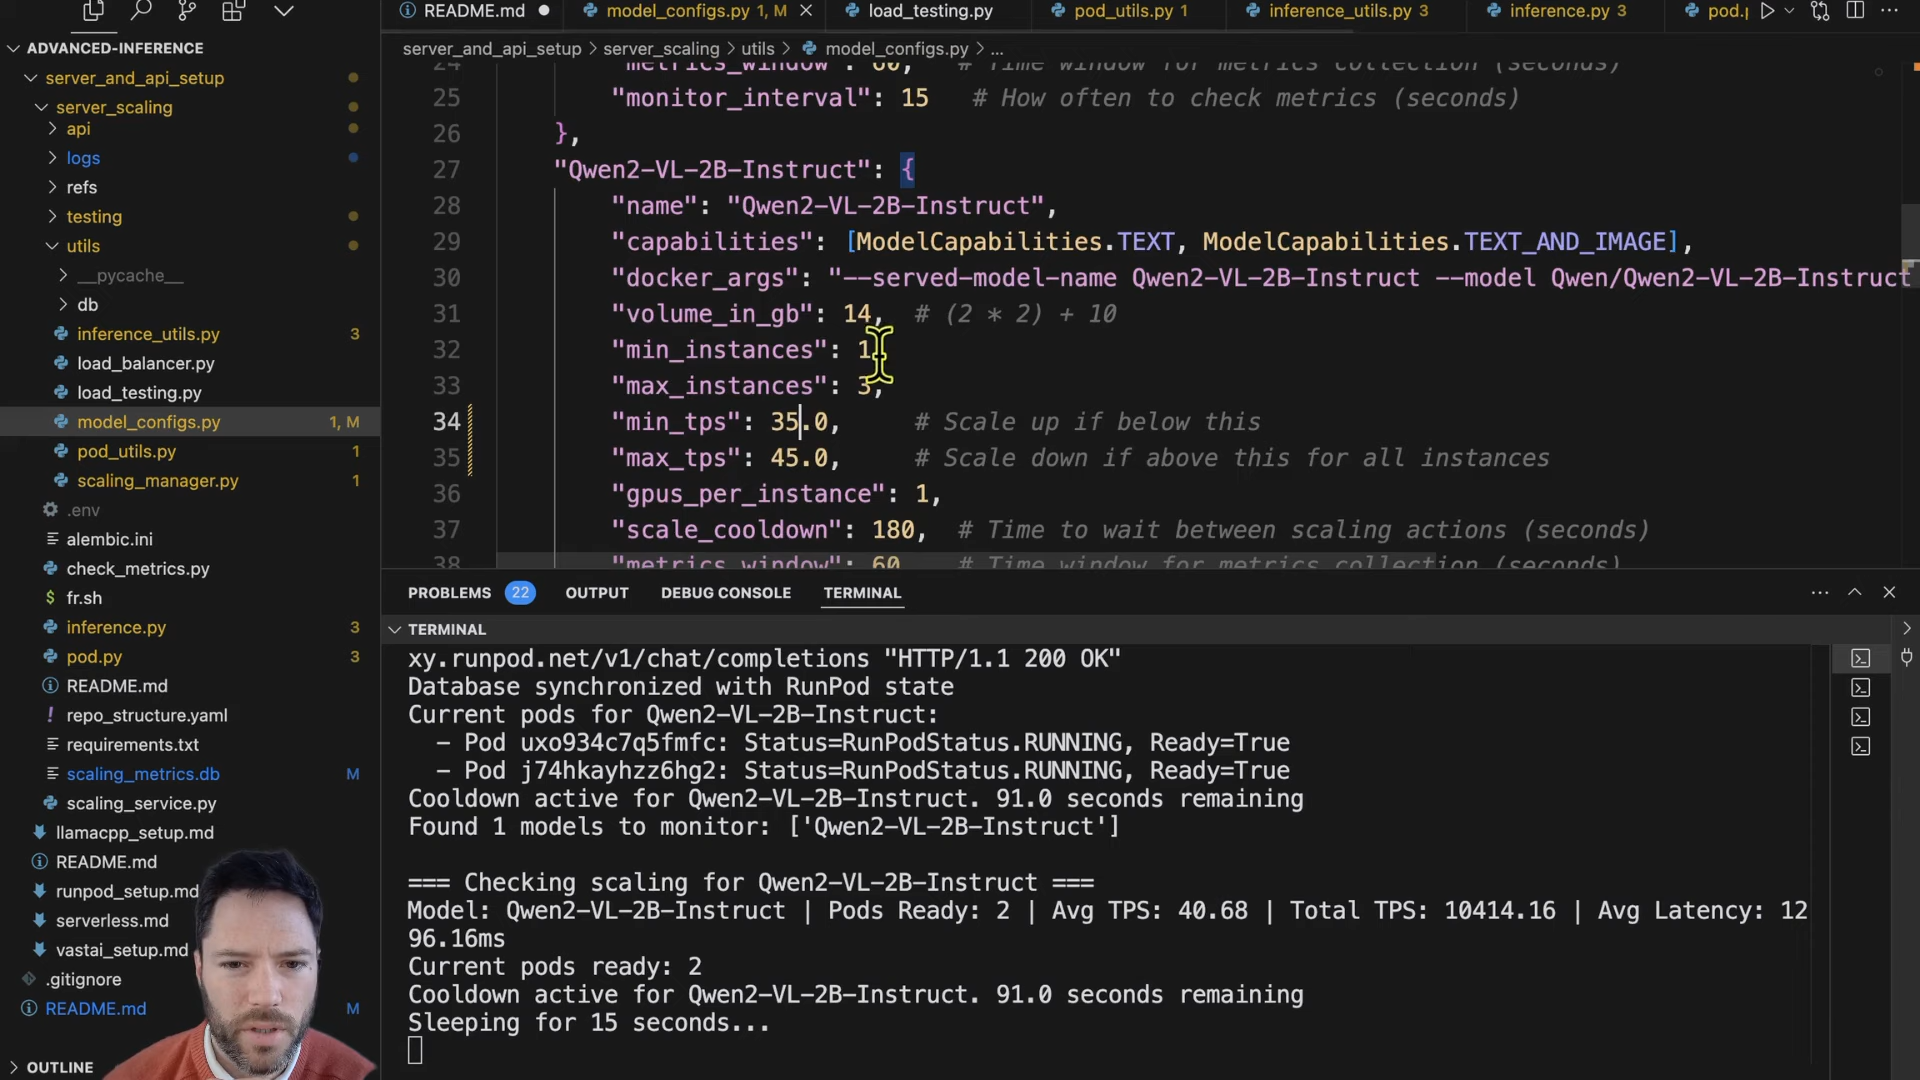 README.md
model_configs.py 1, M
load_testing.py
pod_utils.py 1
inference_utils.py 3
inference.py 3
ADVANCED-INFERENCE
server_and_api_setup > server_scaling > utils > model_configs.py > ...
server_and_api_setup
server_scaling
api
logs
refs
testing
utils
__pycache__
db
inference_utils.py 3
load_balancer.py
load_testing.py
model_configs.py 1, M
pod_utils.py 1
scaling_manager.py 1
.env
alembic.ini
check_metrics.py
$ fr.sh
inference.py 3
pod.py 3
README.md
! repo_structure.yaml
requirements.txt
scaling_metrics.db M
scaling_service.py
llamacpp_setup.md
README.md
runpod_setup.md
serverless.md
vastai_setup.md
.gitignore
README.md M
OUTLINE
24 "metrics_window": 60, # Time window for metrics collection (seconds)
25 "monitor_interval": 15 # How often to check metrics (seconds)
26 },
27 "Qwen2-VL-2B-Instruct": {
28 "name": "Qwen2-VL-2B-Instruct",
29 "capabilities": [ModelCapabilities.TEXT, ModelCapabilities.TEXT_AND_IMAGE],
30 "docker_args": "--served-model-name Qwen2-VL-2B-Instruct --model Qwen/Qwen2-VL-2B-Instruct
31 "volume_in_gb": 14, # (2 * 2) + 10
32 "min_instances": 1
33 "max_instances": 3,
34 "min_tps": 35.0, # Scale up if below this
35 "max_tps": 45.0, # Scale down if above this for all instances
36 "gpus_per_instance": 1,
37 "scale_cooldown": 180, # Time to wait between scaling actions (seconds)
38 "metrics_window": 60 # Time window for metrics collection (seconds)
PROBLEMS 22 OUTPUT DEBUG CONSOLE TERMINAL
TERMINAL
xy.runpod.net/v1/chat/completions "HTTP/1.1 200 OK"
Database synchronized with RunPod state
Current pods for Qwen2-VL-2B-Instruct:
- Pod uxo934c7q5fmfc: Status=RunPodStatus.RUNNING, Ready=True
- Pod j74hkayhzz6hg2: Status=RunPodStatus.RUNNING, Ready=True
Cooldown active for Qwen2-VL-2B-Instruct. 91.0 seconds remaining
Found 1 models to monitor: ['Qwen2-VL-2B-Instruct']
=== Checking scaling for Qwen2-VL-2B-Instruct ===
Model: Qwen2-VL-2B-Instruct | Pods Ready: 2 | Avg TPS: 40.68 | Total TPS: 10414.16 | Avg Latency: 12
96.16ms
Current pods ready: 2
Cooldown active for Qwen2-VL-2B-Instruct. 91.0 seconds remaining
Sleeping for 15 seconds...